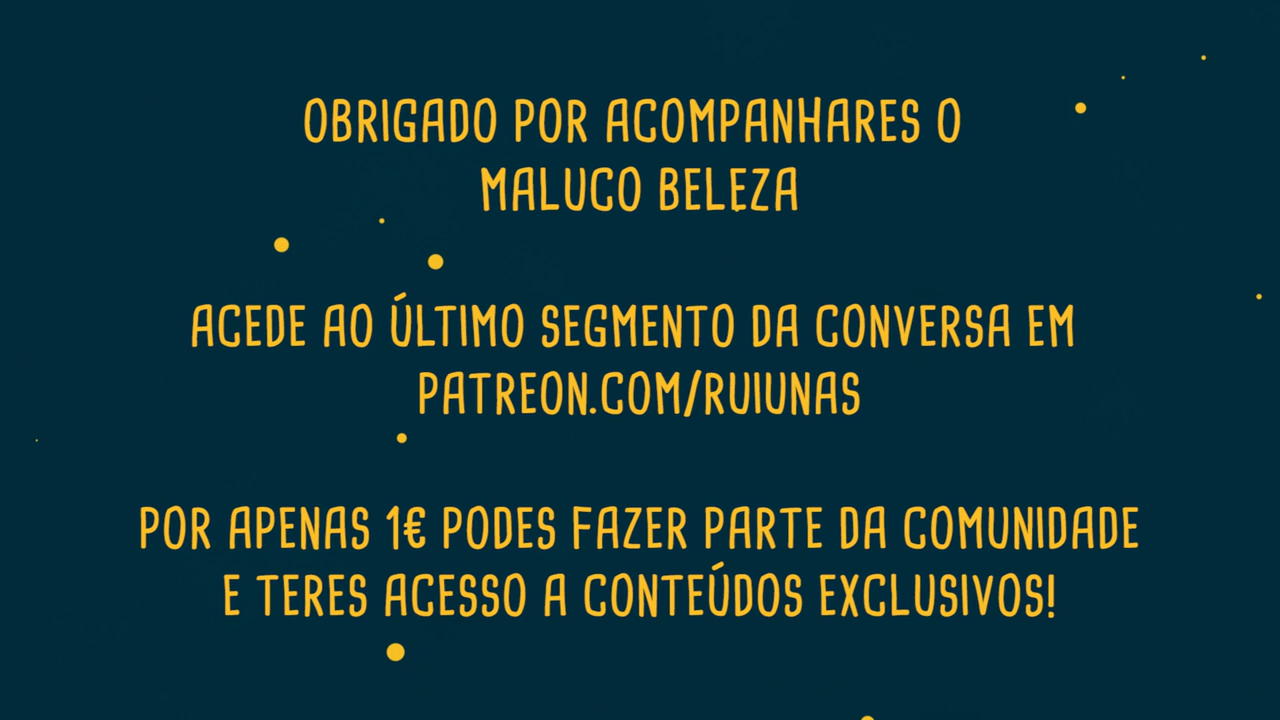 OBRIGADO POR ACOMPANHARES O
MALUCO BELEZA
ACEDE AO ÚLTIMO SEGMENTO DA CONVERSA EM
PATREON.COM/RUIUNAS
POR APENAS 1€ PODES FAZER PARTE DA COMUNIDADE
E TERES ACESSO A CONTEÚDOS EXCLUSIVOS!